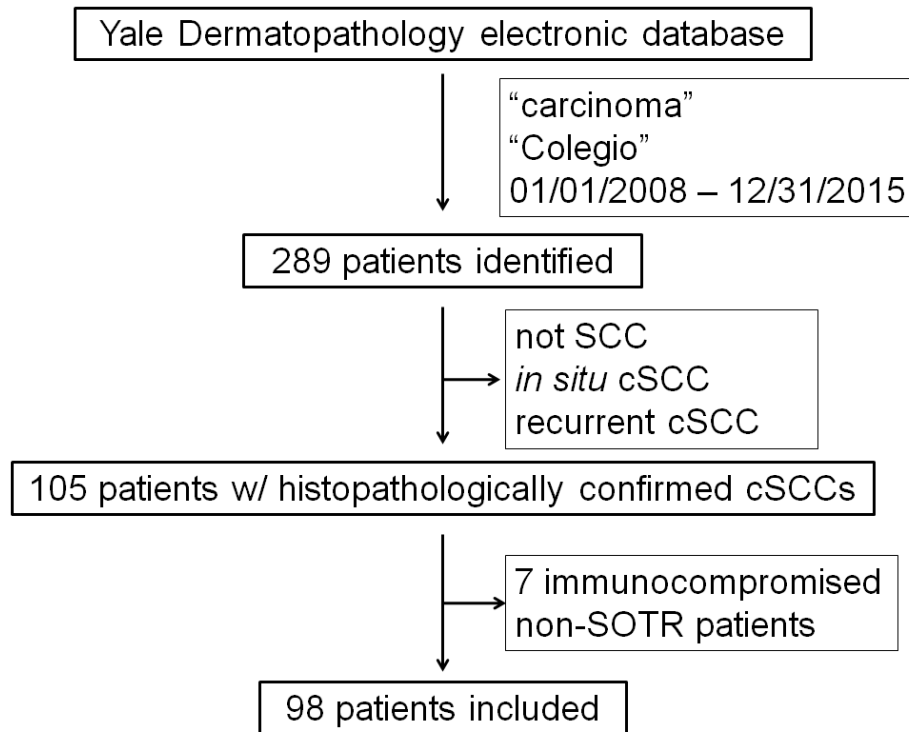 Yale Dermatopathology electronic database
“carcinoma”
“Colegio”
01/01/2008 – 12/31/2015
289 patients identified
not SCC
in situ cSCC
recurrent cSCC
105 patients w/ histopathologically confirmed cSCCs
7 immunocompromised
non-SOTR patients
98 patients included